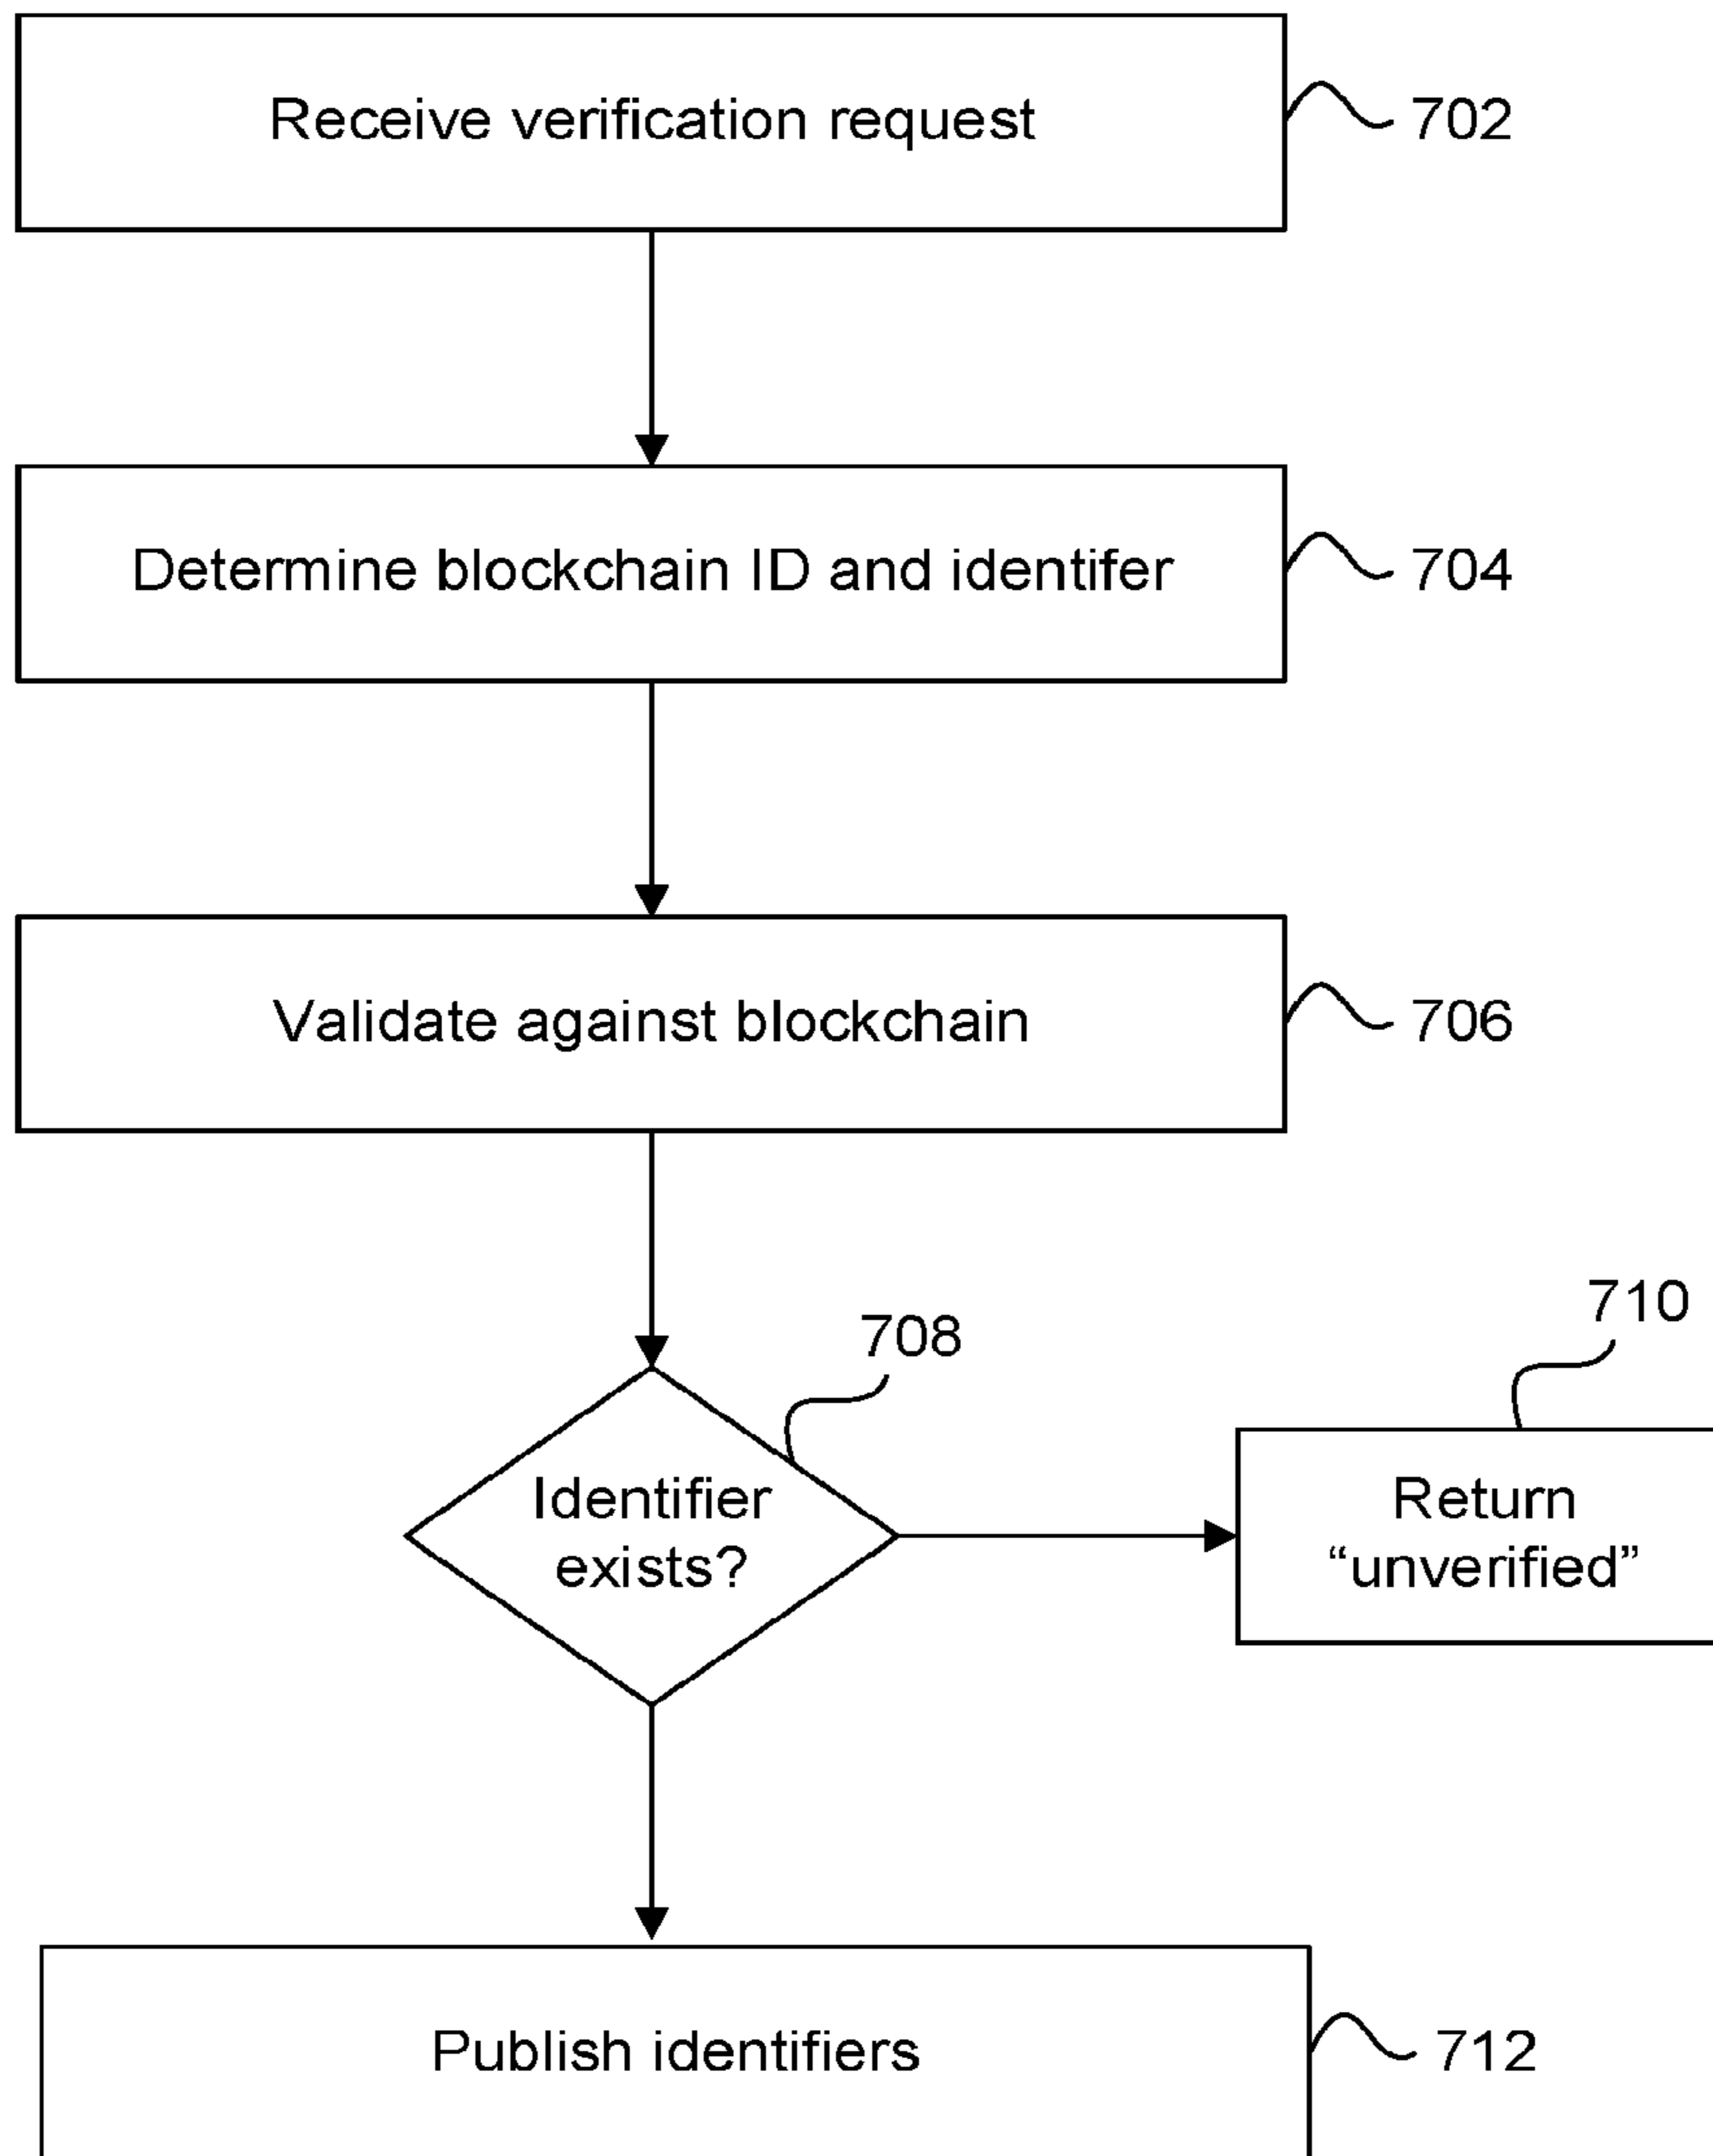 Receive verification request
702
Determine blockchain ID and identifer
704
Validate against blockchain
706
708
710
Identifier
exists?
Return
“unverified”
Publish identifiers
712